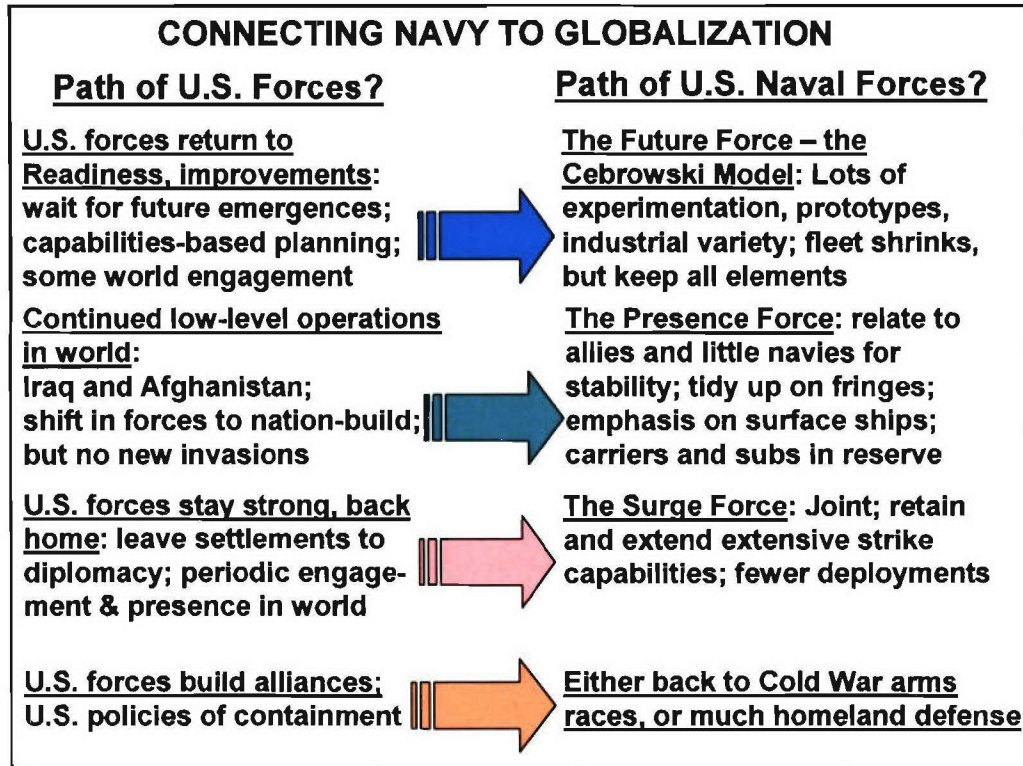 CONNECTING NAVY TO GLOBALIZATION
Path of U.S. Forces?
U.S. forces return to
Readiness, improvements:
wait for future emergences;
capabilities-based planning;
some world engagement
Continued low-level operations
in world:
Iraq and Afghanistan;
shift in forces to nation-build;
but no new invasions
U.S. forces stay strong, back
home: leave settlements to
diplomacy; periodic engage-
ment & presence in world
U.S. forces build alliances;
U.S. policies of containment
Path of U.S. Naval Forces?
The Future Force – the
Cebrowski Model: Lots of
experimentation, prototypes,
industrial variety; fleet shrinks,
but keep all elements
The Presence Force: relate to
allies and little navies for
stability; tidy up on fringes;
emphasis on surface ships;
carriers and subs in reserve
The Surge Force: Joint; retain
and extend extensive strike
capabilities; fewer deployments
Either back to Cold War arms
races, or much homeland defense